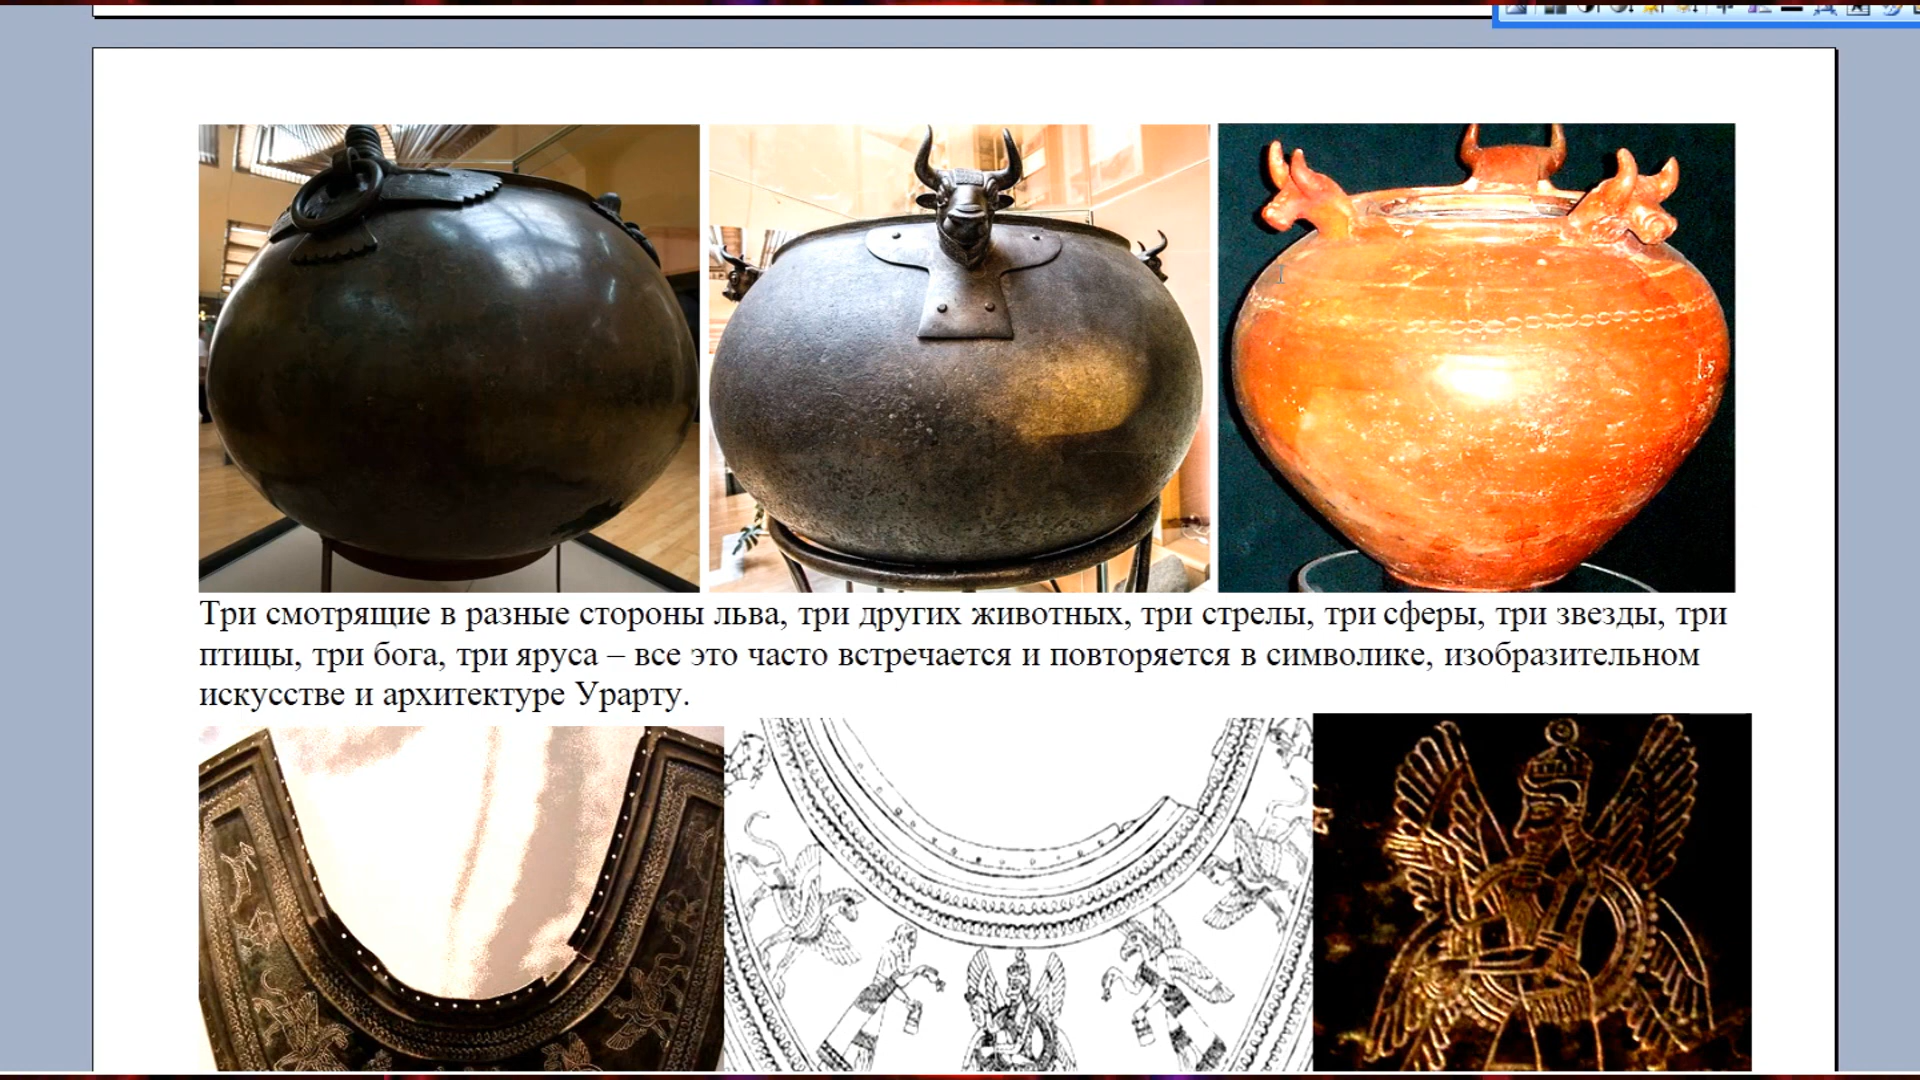 Три смотрящие в разные стороны льва, три других животных, три стрелы, три сферы, три звезды, три
птицы, три бога, три яруса – все это часто встречается и повторяется в символике, изобразительном
искусстве и архитектуре Урарту.